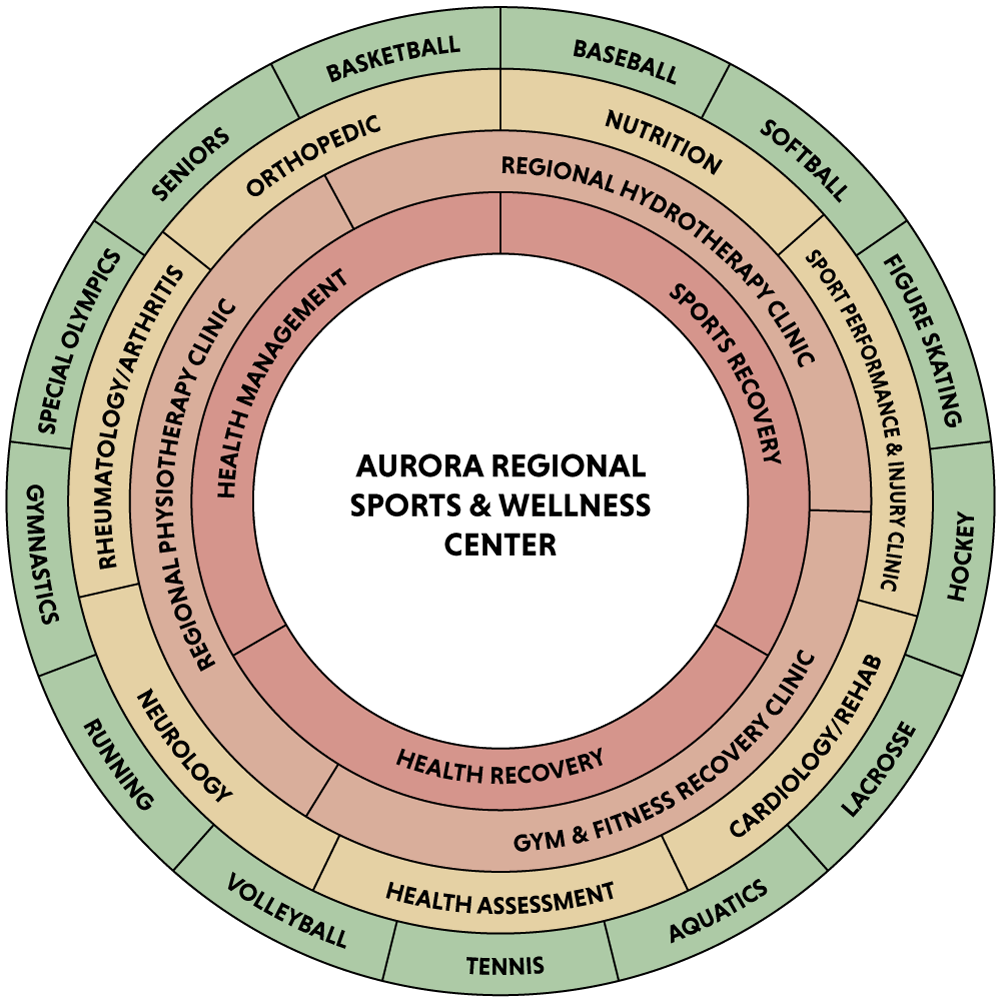 AURORA REGIONAL
SPORTS & WELLNESS
CENTER
SPORTS RECOVERY
HEALTH RECOVERY
HEALTH MANAGEMENT
REGIONAL HYDROTHERAPY CLINIC
GYM & FITNESS RECOVERY CLINIC
REGIONAL PHYSIOTHERAPY CLINIC
NUTRITION
SPORT PERFORMANCE & INJURY CLINIC
CARDIOLOGY/REHAB
HEALTH ASSESSMENT
NEUROLOGY
RHEUMATOLOGY/ARTHRITIS
ORTHOPEDIC
BASEBALL
SOFTBALL
FIGURE SKATING
HOCKEY
LACROSSE
AQUATICS
TENNIS
VOLLEYBALL
RUNNING
GYMNASTICS
SPECIAL OLYMPICS
SENIORS
BASKETBALL